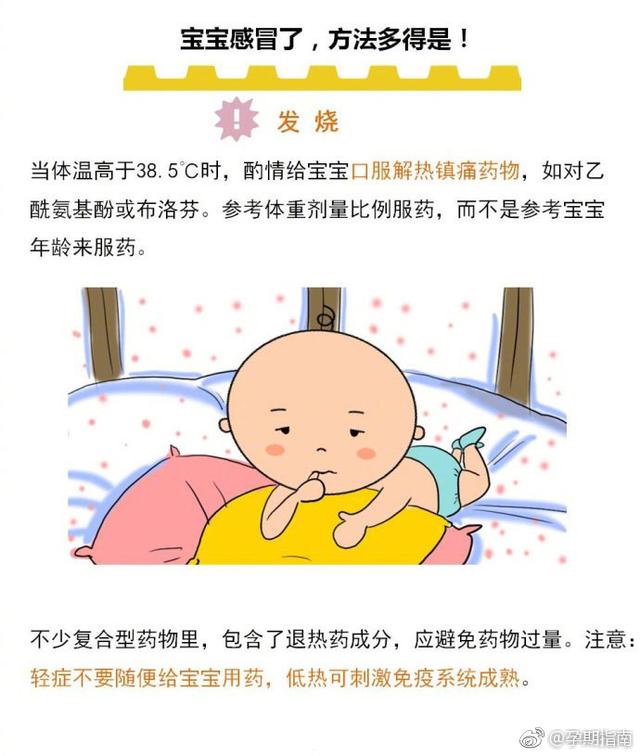 宝宝感冒了，方法多得是！
发烧
当体温高于38.5℃时，酌情给宝宝口服解热镇痛药物，如对乙
酰氨基酚或布洛芬。参考体重剂量比例服药，而不是参考宝宝
年龄来服药。
不少复合型药物里，包含了退热药成分，应避免药物过量。注意：
轻症不要随便给宝宝用药，低热可刺激免疫系统成熟。
@孕期指南